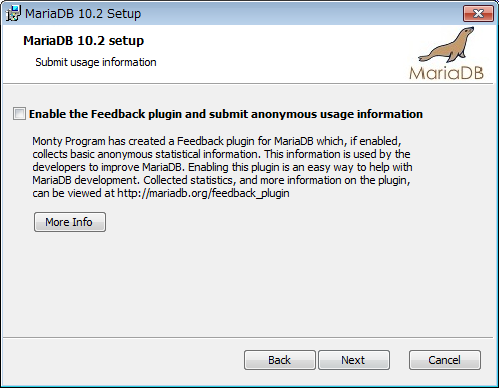 MariaDB 10.2 Setup
MariaDB 10.2 setup
Submit usage information
MariaDB
Enable the Feedback plugin and submit anonymous usage information
Monty Program has created a Feedback plugin for MariaDB which, if enabled,
collects basic anonymous statistical information. This information is used by the
developers to improve MariaDB. Enabling this plugin is an easy way to help with
MariaDB development. Collected statistics, and more information on the plugin,
can be viewed at http://mariadb.org/feedback_plugin
More Info
Back
Next
Cancel